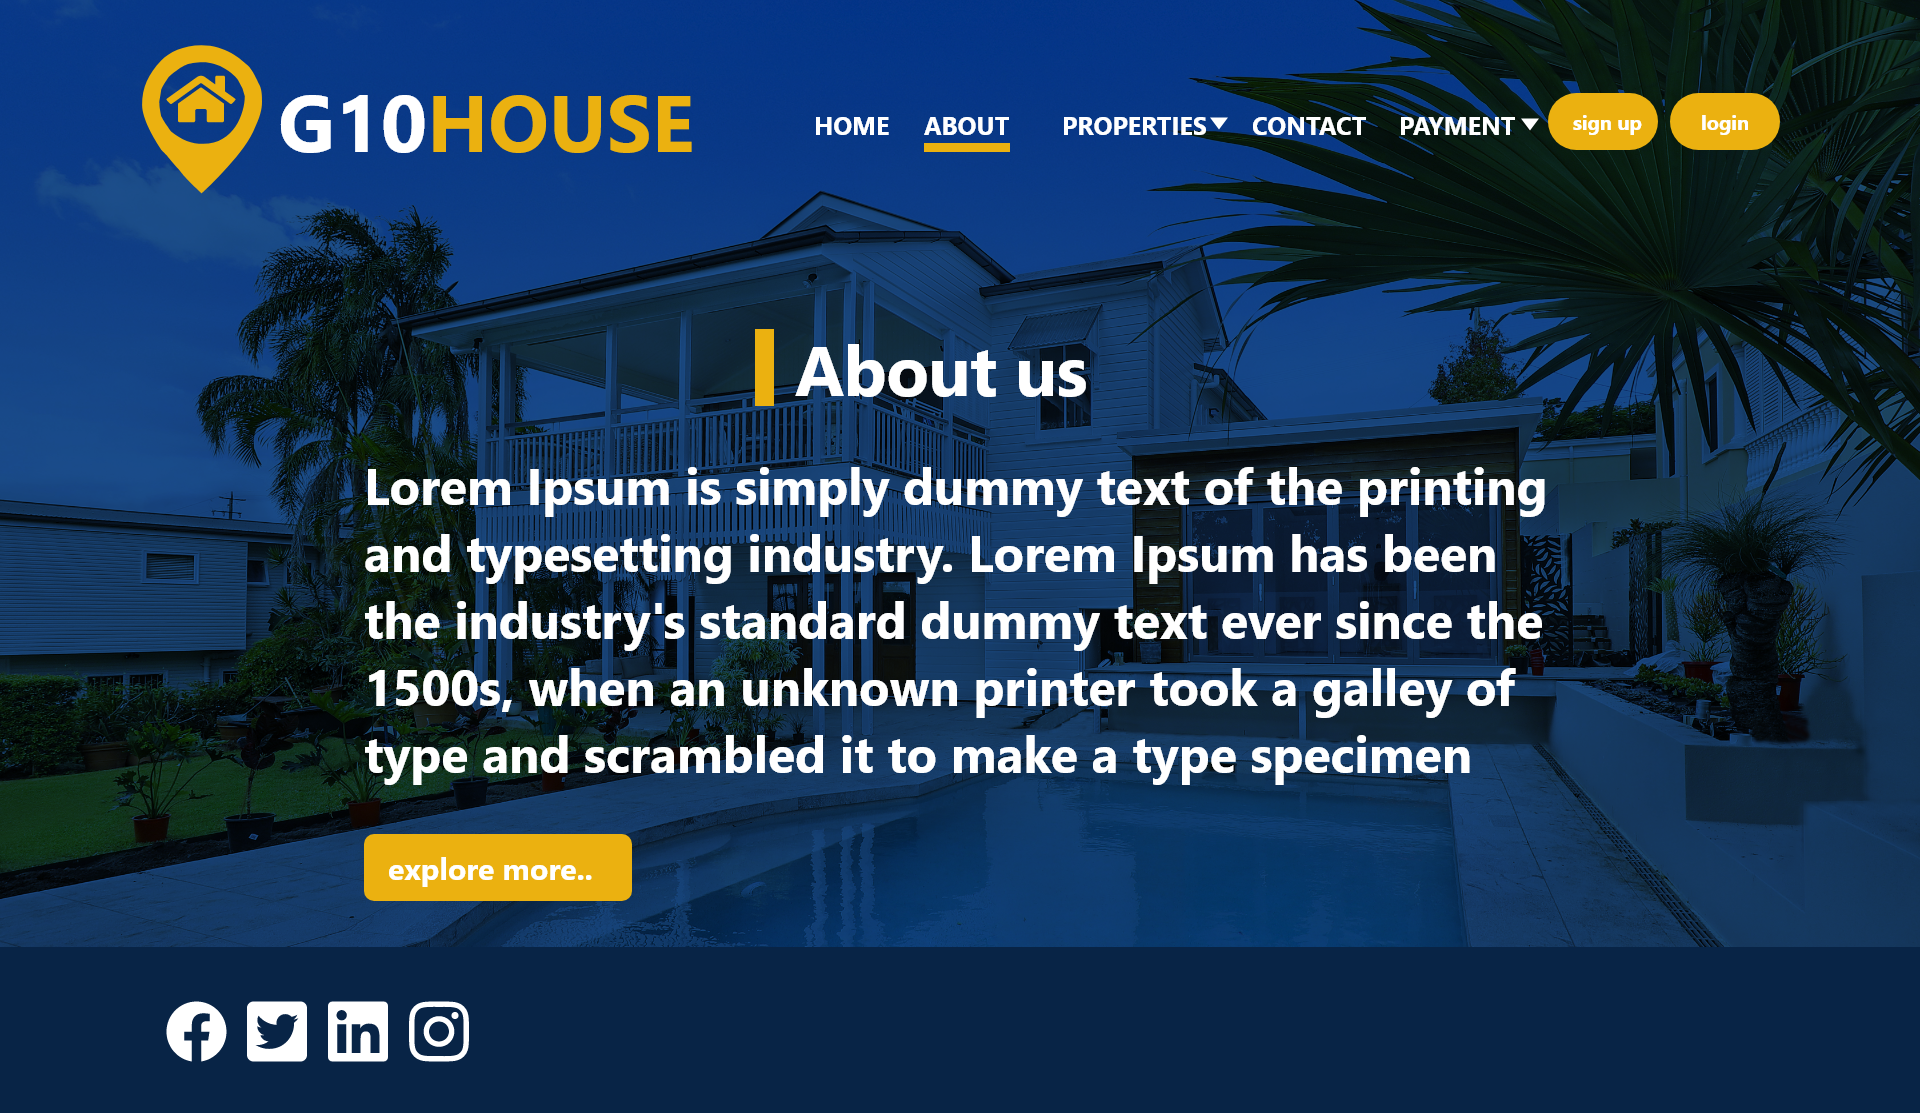 G10HOUSE
HOME ABOUT PROPERTIES CONTACT PAYMENT sign up login
About us
Lorem Ipsum is simply dummy text of the printing
and typesetting industry. Lorem Ipsum has been
the industry's standard dummy text ever since the
1500s, when an unknown printer took a galley of
type and scrambled it to make a type specimen
explore more..